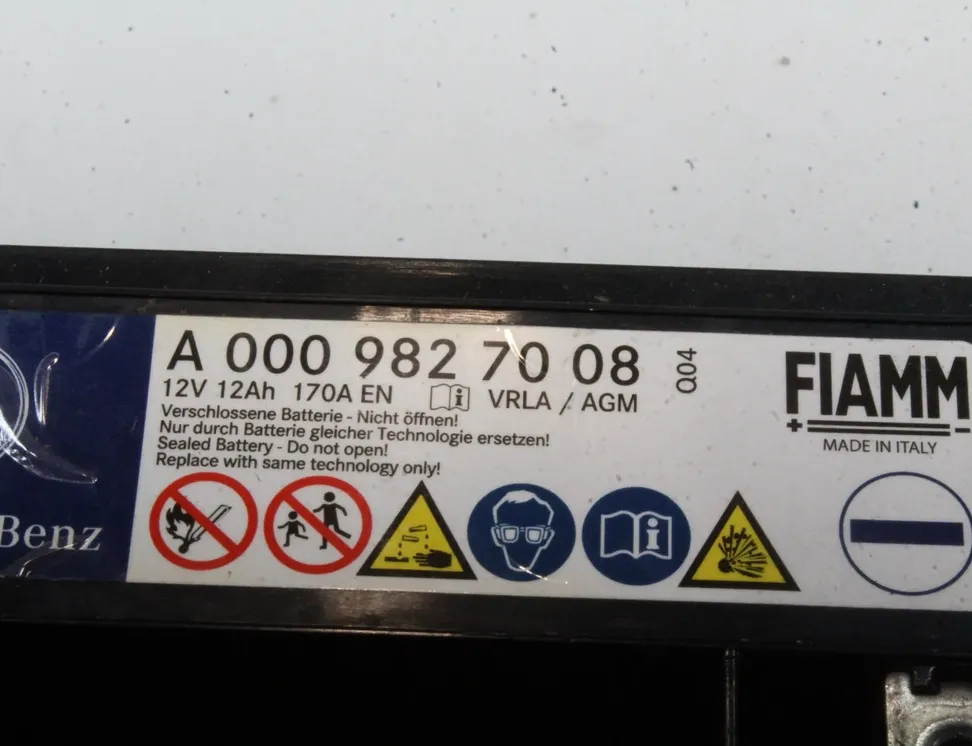 A 000 982 70 08
Q04
12V 12Ah 170A EN VRLA / AGM
Verschlossene Batterie - Nicht öffnen!
Nur durch Batterie gleicher Technologie ersetzen!
Sealed Battery - Do not open!
Replace with same technology only!
FIAMM
+ -
MADE IN ITALY
Benz